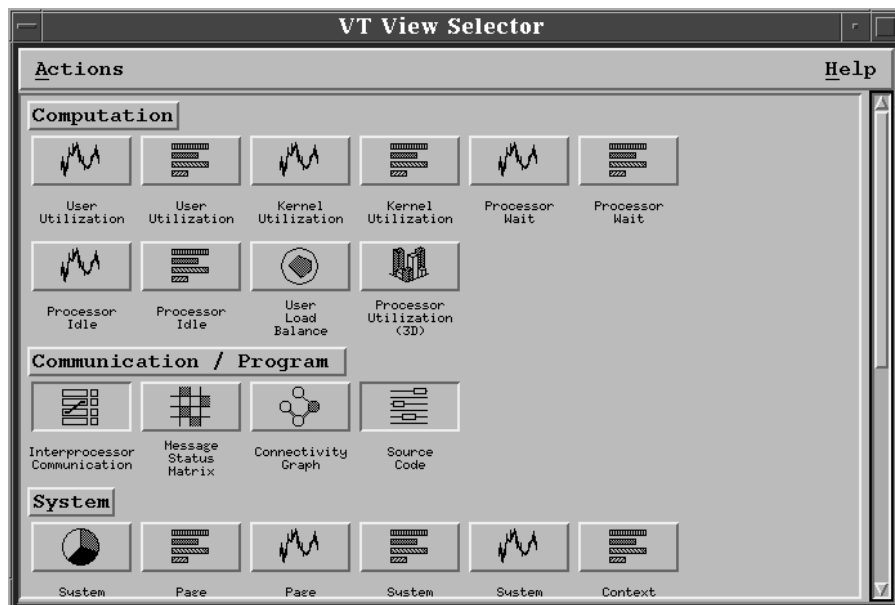 VT View Selector
Actions Help
Computation
User User Kernel Kernel Processor Processor
Utilization Utilization Utilization Utilization Wait Wait
Processor Processor User Processor
Idle Idle Load Utilization
Balance (3D)
Communication / Program
Interprocessor Message Connectivity Source
Communication Status Graph Code
Matrix
System
System Page Page System System Context